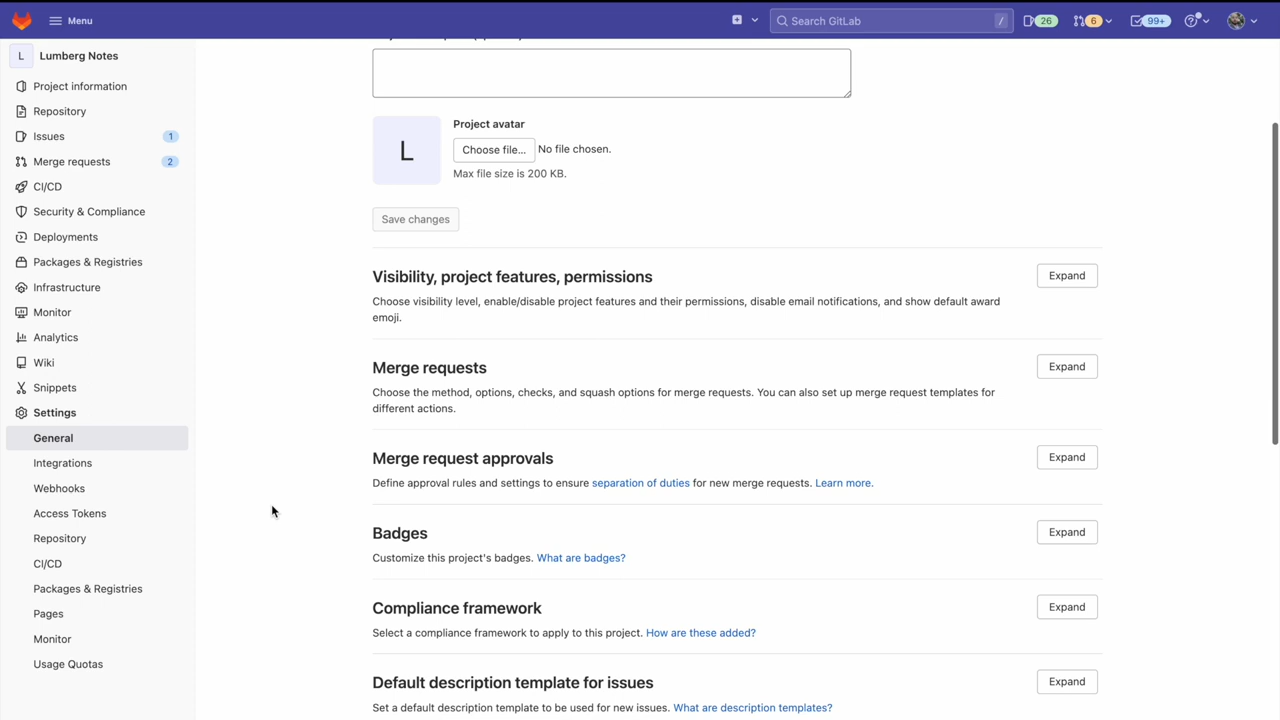 Menu
Search GitLab
/
26
6
99+
L
Lumberg Notes
Project information
Repository
Issues
1
Merge requests
2
CI/CD
Security & Compliance
Deployments
Packages & Registries
Infrastructure
Monitor
Analytics
Wiki
Snippets
Settings
General
Integrations
Webhooks
Access Tokens
Repository
CI/CD
Packages & Registries
Pages
Monitor
Usage Quotas
L
Project avatar
Choose file... No file chosen.
Max file size is 200 KB.
Save changes
Visibility, project features, permissions
Expand
Choose visibility level, enable/disable project features and their permissions, disable email notifications, and show default award
emoji.
Merge requests
Expand
Choose the method, options, checks, and squash options for merge requests. You can also set up merge request templates for
different actions.
Merge request approvals
Expand
Define approval rules and settings to ensure separation of duties for new merge requests. Learn more.
Badges
Expand
Customize this project's badges. What are badges?
Compliance framework
Expand
Select a compliance framework to apply to this project. How are these added?
Default description template for issues
Expand
Set a default description template to be used for new issues. What are description templates?